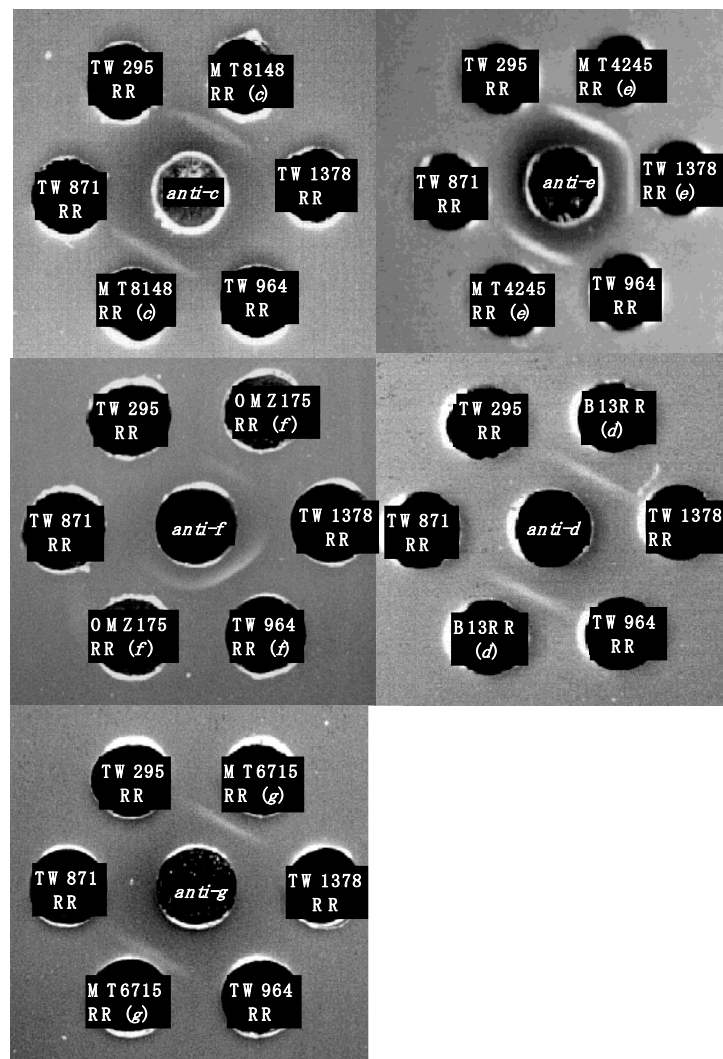 TW 295
RR
MT8148
RR (c)
TW 871
RR
anti-c
TW 1378
RR
MT8148
RR (c)
TW 964
RR
TW 295
RR
MT4245
RR (e)
TW 871
RR
anti-e
TW 1378
RR (e)
MT4245
RR (e)
TW 964
RR
TW 295
RR
OMZ175
RR (f)
TW 871
RR
anti-f
TW 1378
RR
OMZ175
RR (f)
TW 964
RR (f)
TW 295
RR
B13RR
(d)
TW 871
RR
anti-d
TW 1378
RR
B13RR
(d)
TW 964
RR
TW 295
RR
MT6715
RR (g)
TW 871
RR
anti-g
TW 1378
RR
MT6715
RR (g)
TW 964
RR